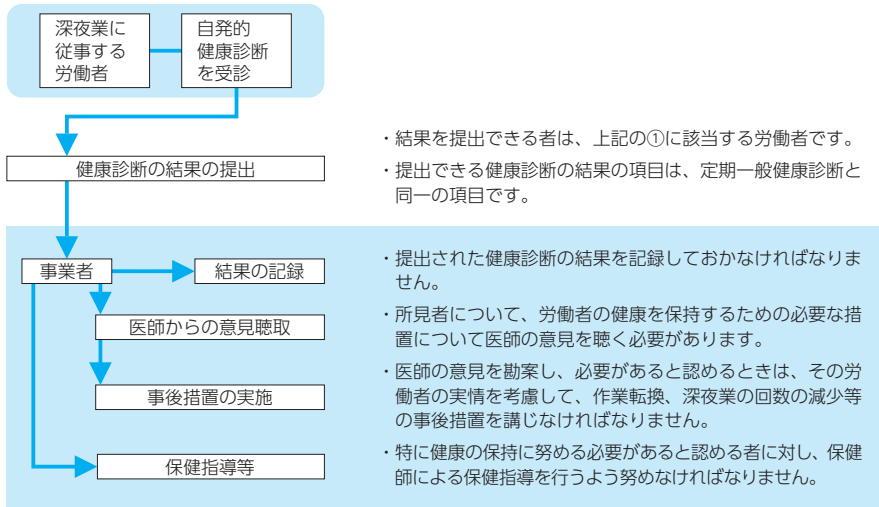 深夜業に
従事する
労働者
自発的
健康診断
を受診
健康診断の結果の提出
・結果を提出できる者は、上記の①に該当する労働者です。
・提出できる健康診断の結果の項目は、定期一般健康診断と
同一の項目です。
事業者
結果の記録
医師からの意見聴取
事後措置の実施
保健指導等
・提出された健康診断の結果を記録しておかなければなりま
せん。
・所見者について、労働者の健康を保持するための必要な措
置について医師の意見を聴く必要があります。
・医師の意見を勘案し、必要があると認めるときは、その労
働者の実情を考慮して、作業転換、深夜業の回数の減少等
の事後措置を講じなければなりません。
・特に健康の保持に努める必要があると認める者に対し、保健
師による保健指導を行うよう努めなければなりません。